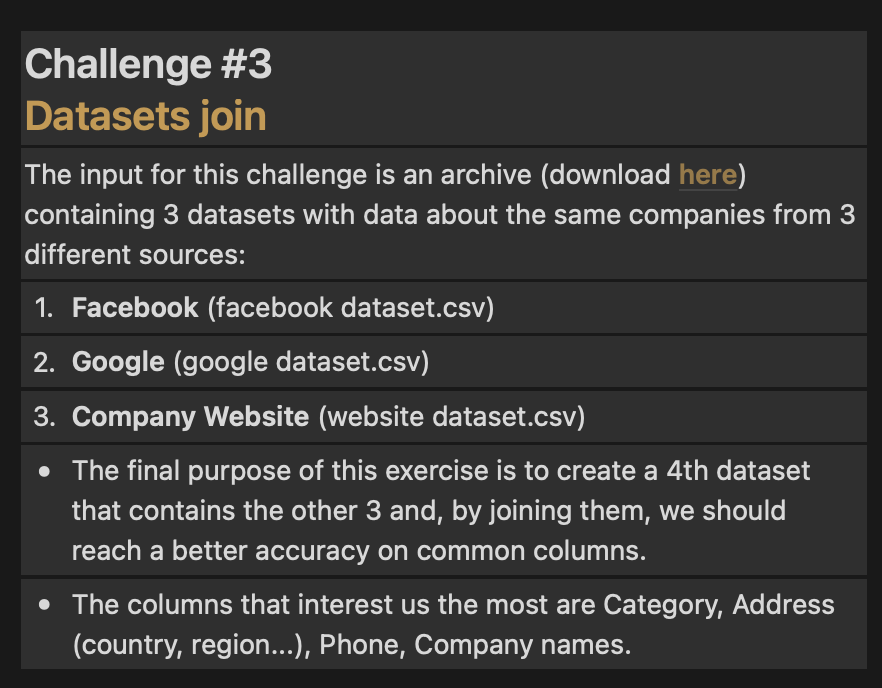 Challenge #3
Datasets join
The input for this challenge is an archive (download here)
containing 3 datasets with data about the same companies from 3
different sources:
1. Facebook (facebook dataset.csv)
2. Google (google dataset.csv)
3. Company Website (website dataset.csv)
• The final purpose of this exercise is to create a 4th dataset
that contains the other 3 and, by joining them, we should
reach a better accuracy on common columns.
• The columns that interest us the most are Category, Address
(country, region...), Phone, Company names.